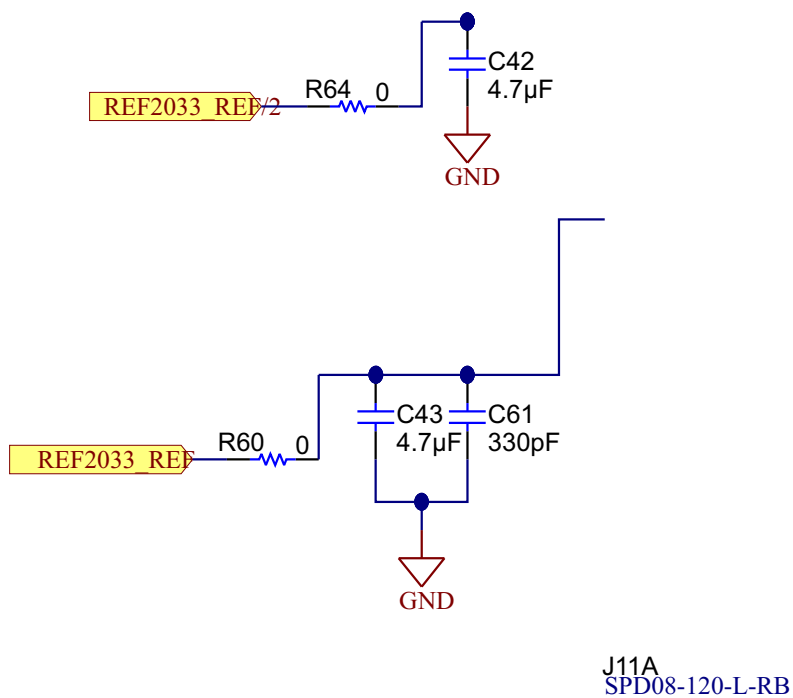 C42
4.7µF
R64 0
REF2033_REF/2
GND
C43
4.7µF
C61
330pF
R60 0
REF2033_REF
GND
J11A
SPD08-120-L-RB